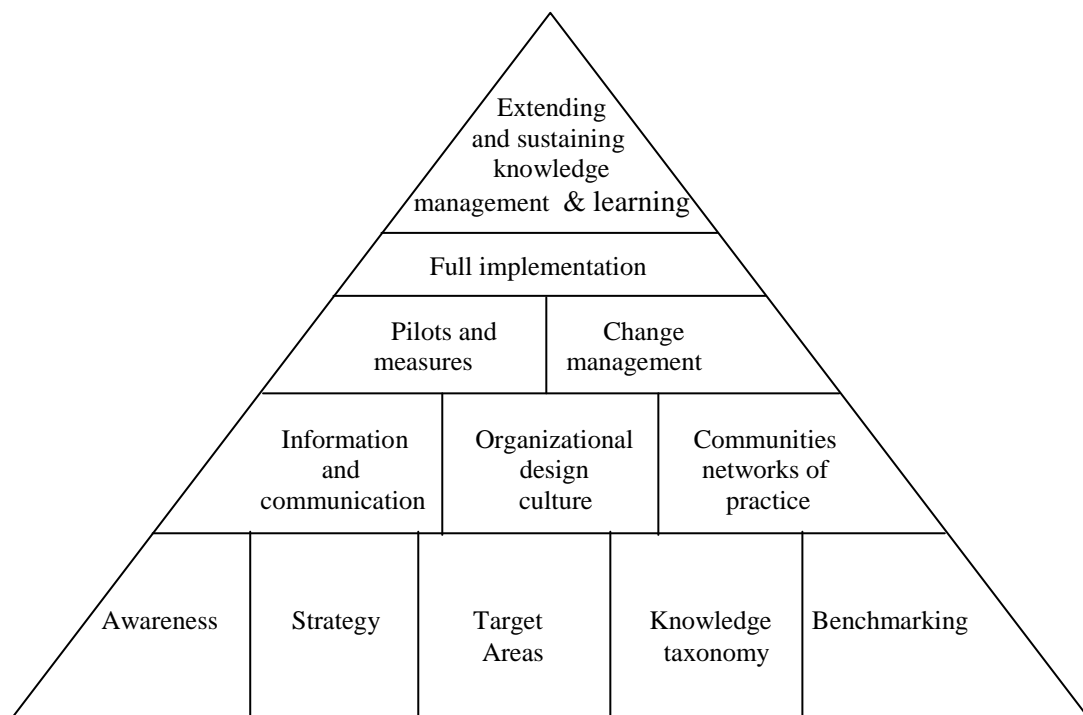 Extending
and sustaining
knowledge
management & learning
Full implementation
Pilots and
measures
Change
management
Information
and
communication
Organizational
design
culture
Communities
networks of
practice
Awareness
Strategy
Target
Areas
Knowledge
taxonomy
Benchmarking